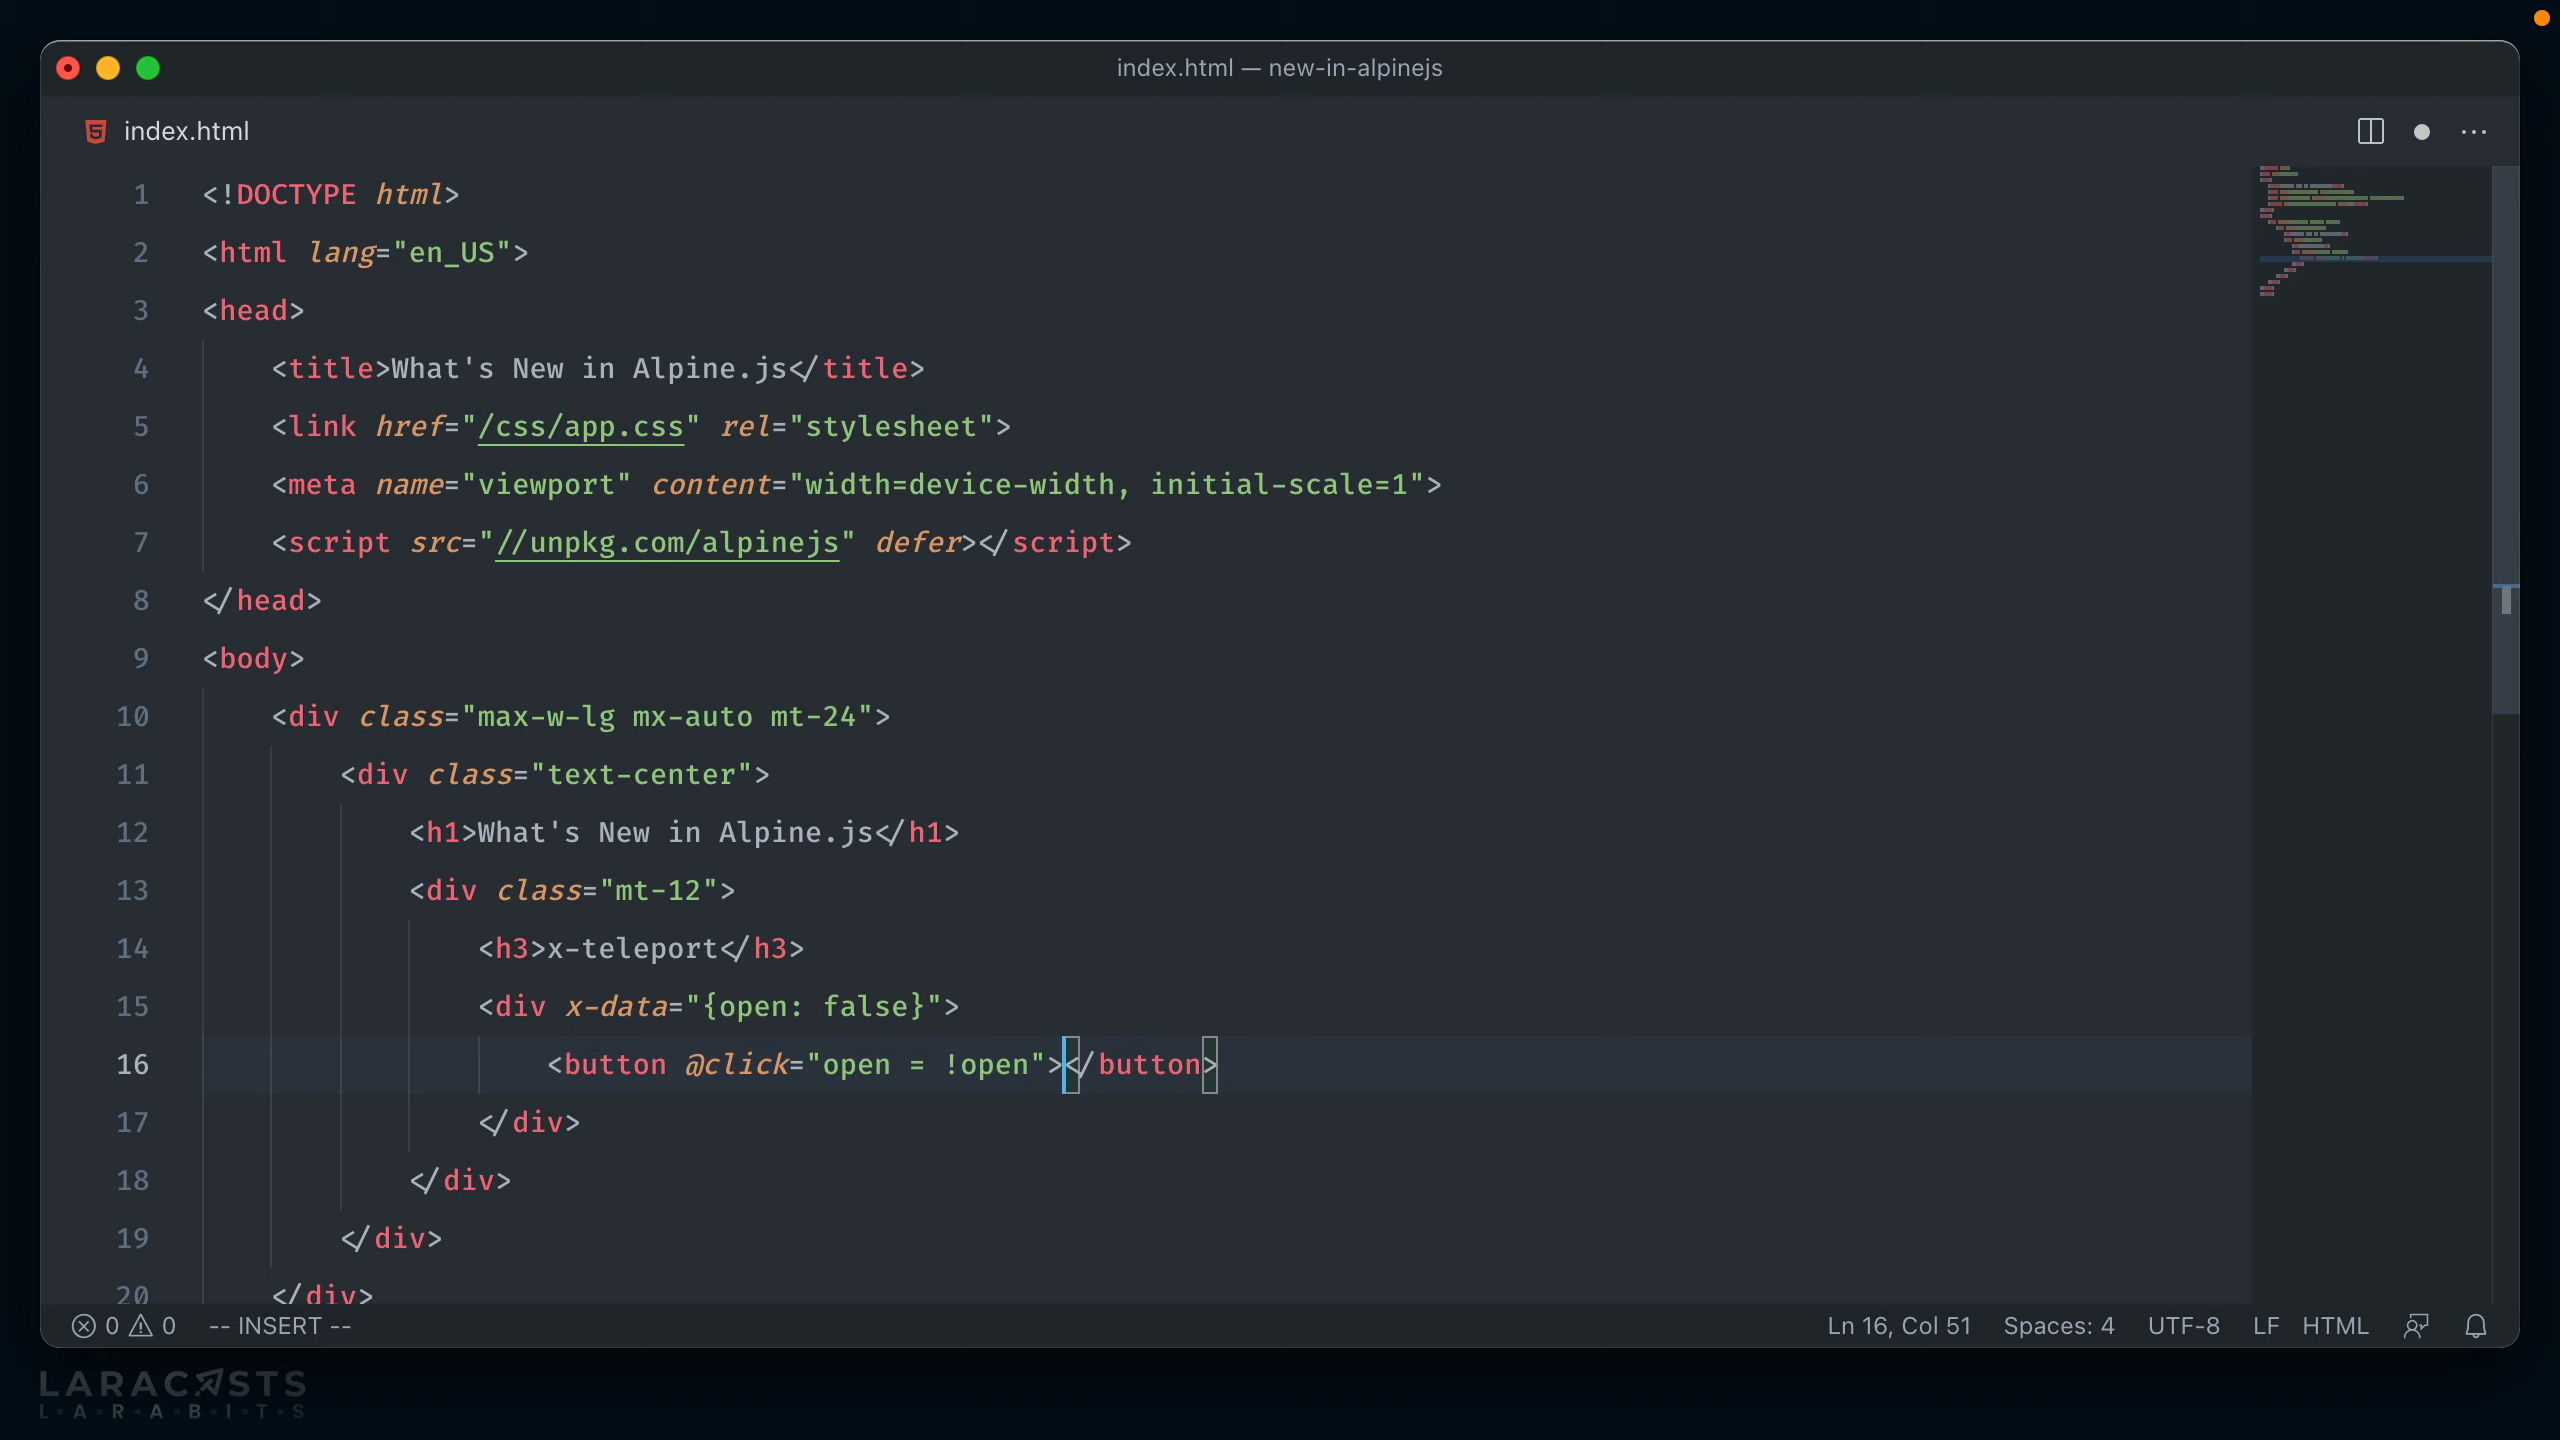 index.html — new-in-alpinejs
index.html
1 <!DOCTYPE html>
2 <html lang="en_US">
3 <head>
4     <title>What's New in Alpine.js</title>
5     <link href="/css/app.css" rel="stylesheet">
6     <meta name="viewport" content="width=device-width, initial-scale=1">
7     <script src="//unpkg.com/alpinejs" defer></script>
8 </head>
9 <body>
10     <div class="max-w-lg mx-auto mt-24">
11         <div class="text-center">
12             <h1>What's New in Alpine.js</h1>
13             <div class="mt-12">
14                 <h3>x-teleport</h3>
15                 <div x-data="{open: false}">
16                     <button @click="open = !open"></button>
17                 </div>
18             </div>
19         </div>
20     </div>
0 0 -- INSERT -- Ln 16, Col 51 Spaces: 4 UTF-8 LF HTML
LARACASTS
L·A·R·A·B·I·T·S